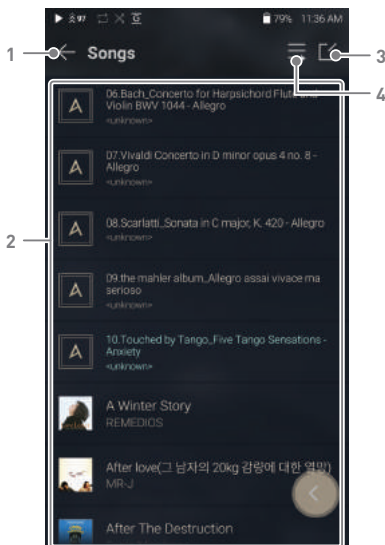 97 79% 11:36 AM
1 Songs 3
4
06.Bach_Concerto for Harpsichord Flute and
Violin BWV 1044 - Allegro
<unknown>
07.Vivaldi Concerto in D minor opus 4 no. 8 -
Allegro
<unknown>
2 08.Scarlatti_Sonata in C major, K. 420 - Allegro
<unknown>
09.the mahler album_Allegro assai vivace ma
serioso
<unknown>
10.Touched by Tango_Five Tango Sensations -
Anxiety
<unknown>
A Winter Story
REMEDIOS
After love(그 남자의 20kg 감량에 대한 열망)
MR-J
After The Destruction